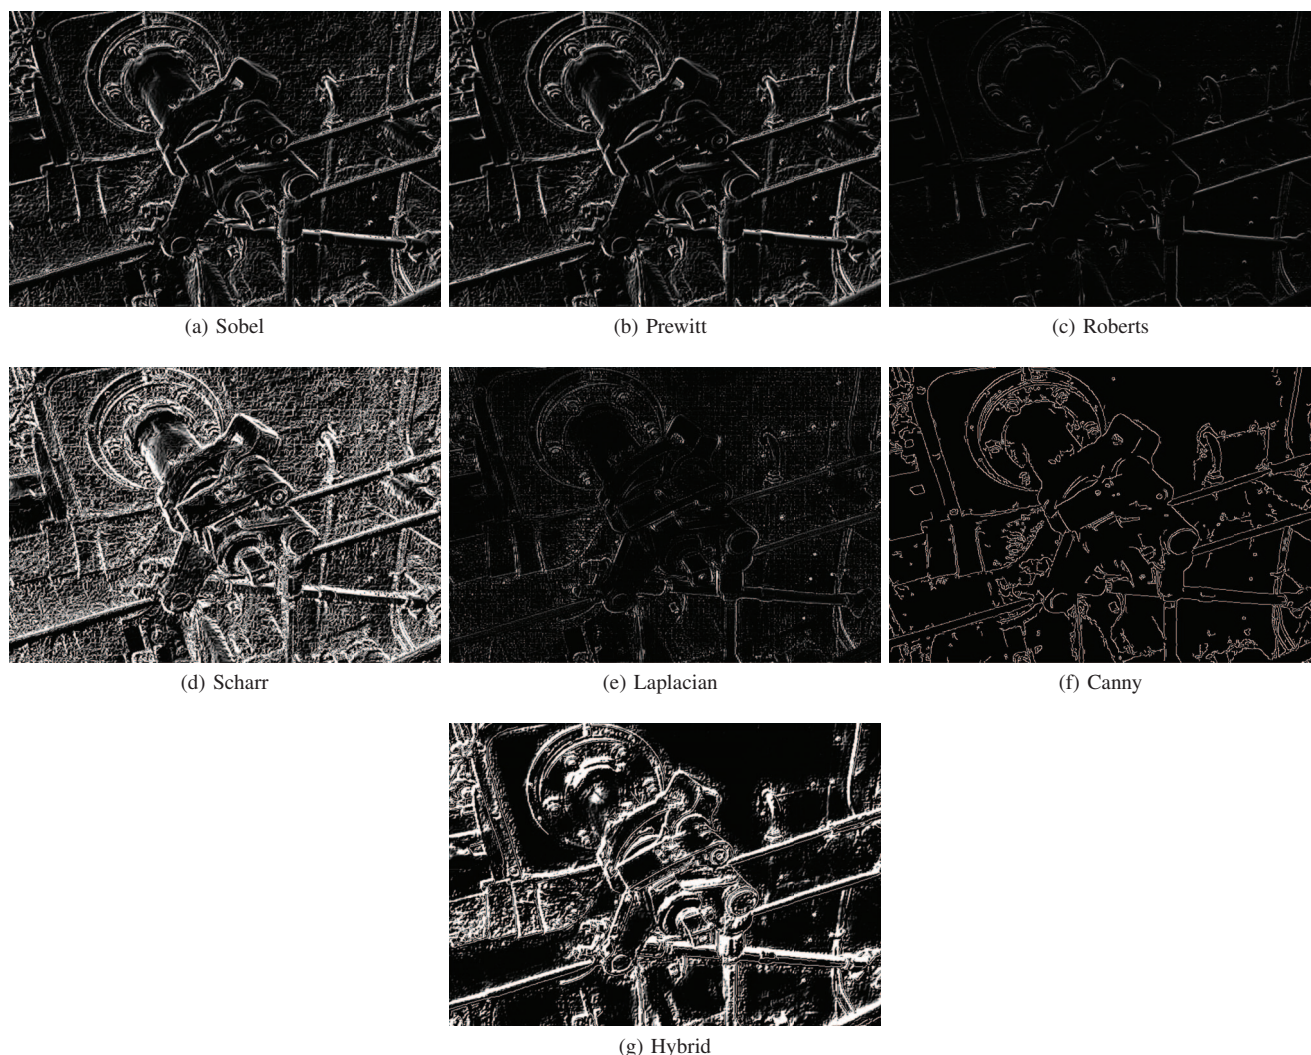 (a) Sobel
(b) Prewitt
(c) Roberts
(d) Scharr
(e) Laplacian
(f) Canny
(g) Hybrid